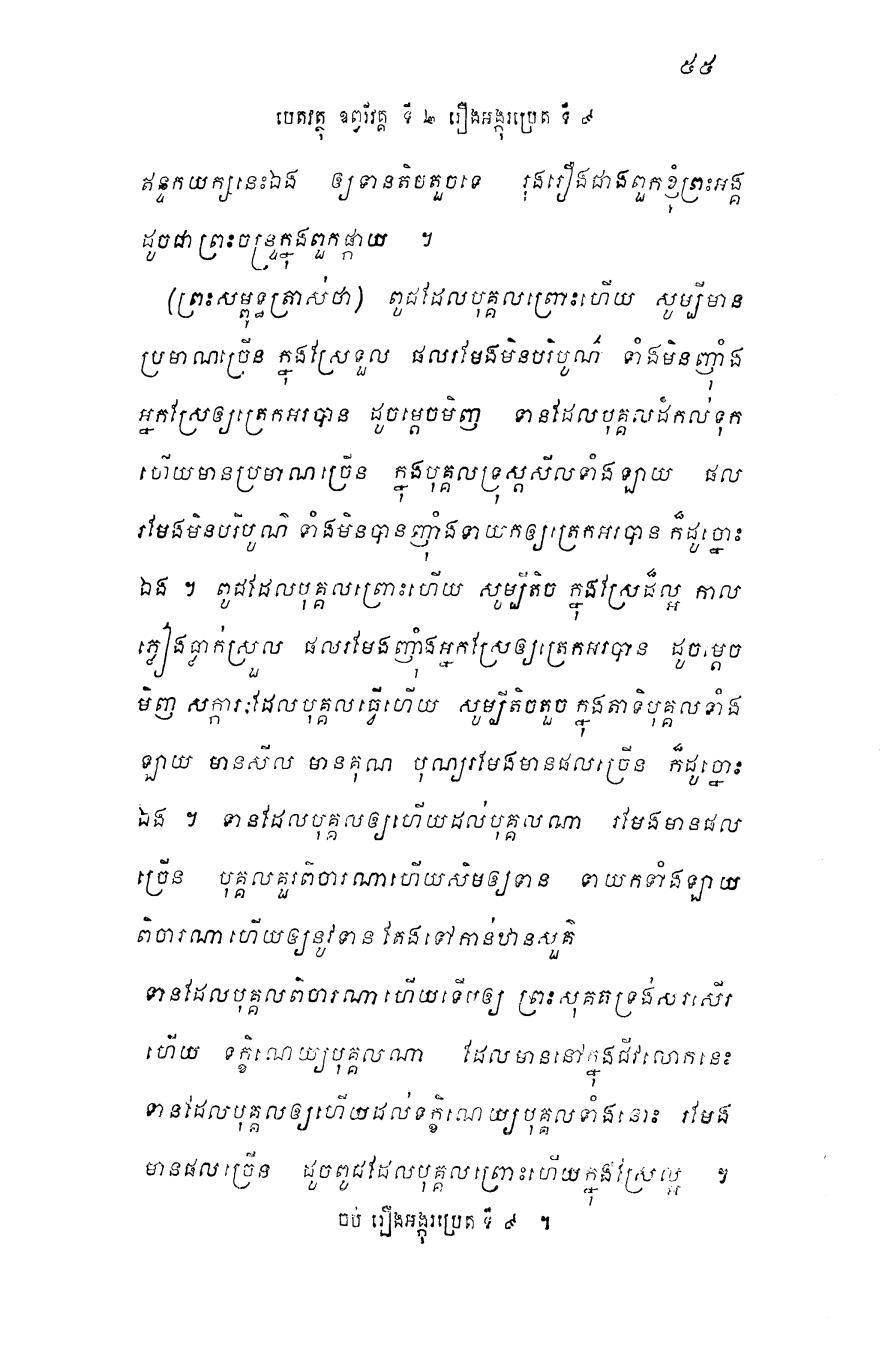 ៥៥
បេតវត្ថុ ឧព្វរីវគ្គ ទី ២ រឿងអង្កុរប្រេត ទី ៩
ឥន្ទកយក្ខនេះឯង ឲ្យទានតិចតួចទេ រុងរឿងជាងពួកខ្ញុំព្រះអង្គ
ដូចជាព្រះចន្ទ្រក្នុងពួកផ្កាយ ។
(ព្រះសម្ពុទ្ធត្រាស់ថា) ពូជដែលបុគ្គលព្រោះហើយ សូម្បីមាន
ប្រមាណច្រើន ក្នុងស្រែទួល ផលរមែងមិនបរិបូណ៌ ទាំងមិនញ៉ាំង
អ្នកស្រែឲ្យត្រេកអរបាន ដូចម្តេចមិញ ទានដែលបុគ្គលដំកល់ទុក
ហើយមានប្រមាណច្រើន ក្នុងបុគ្គលទ្រុស្តសីលទាំងឡាយ ផល
រមែងមិនបរិបូណ៌ ទាំងមិនបានញ៉ាំងទាយកឲ្យត្រេកអរបាន ក៏ដូច្នោះ
ឯង ។ ពូជដែលបុគ្គលព្រោះហើយ សូម្បីតិច ក្នុងស្រែដ៏ល្អ កាល
ភ្លៀងធ្លាក់ស្រួល ផលរមែងញ៉ាំងអ្នកស្រែឲ្យត្រេកអរបាន ដូចម្តេច
មិញ សក្ការៈដែលបុគ្គលធ្វើហើយ សូម្បីតិចតួច ក្នុងតាទិបុគ្គលទាំង
ឡាយ មានសីល មានគុណ បុណ្យរមែងមានផលច្រើន ក៏ដូច្នោះ
ឯង ។ ទានដែលបុគ្គលឲ្យហើយដល់បុគ្គលណា រមែងមានផល
ច្រើន បុគ្គលគួរពិចារណាហើយសិមឲ្យទាន ទាយកទាំងឡាយ
ពិចារណាហើយឲ្យនូវទាន តែងទៅកាន់ឋានសួគ៌
ទានដែលបុគ្គលពិចារណាហើយទើបឲ្យ ព្រះសុគតទ្រង់សរសើរ
ហើយ ទក្ខិណេយ្យបុគ្គលណា ដែលមាននៅក្នុងជីវលោកនេះ
ទានដែលបុគ្គលឲ្យហើយដល់ទក្ខិណេយ្យបុគ្គលទាំងនោះ រមែង
មានផលច្រើន ដូចពូជដែលបុគ្គលព្រោះហើយក្នុងស្រែល្អ ។
ចប់ រឿងអង្កុរប្រេត ទី ៩ ។